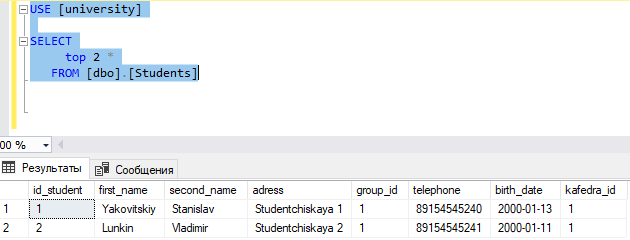 USE [university]
SELECT
top 2 *
FROM [dbo].[Students]
00 %
Результаты Сообщения
id_student first_name second_name adress group_id telephone birth_date kafedra_id
1 1 Yakovitskiy Stanislav Studentchiskaya 1 1 89154545240 2000-01-13 1
2 2 Lunkin Vladimir Studentchiskaya 2 1 89154545241 2000-01-11 1